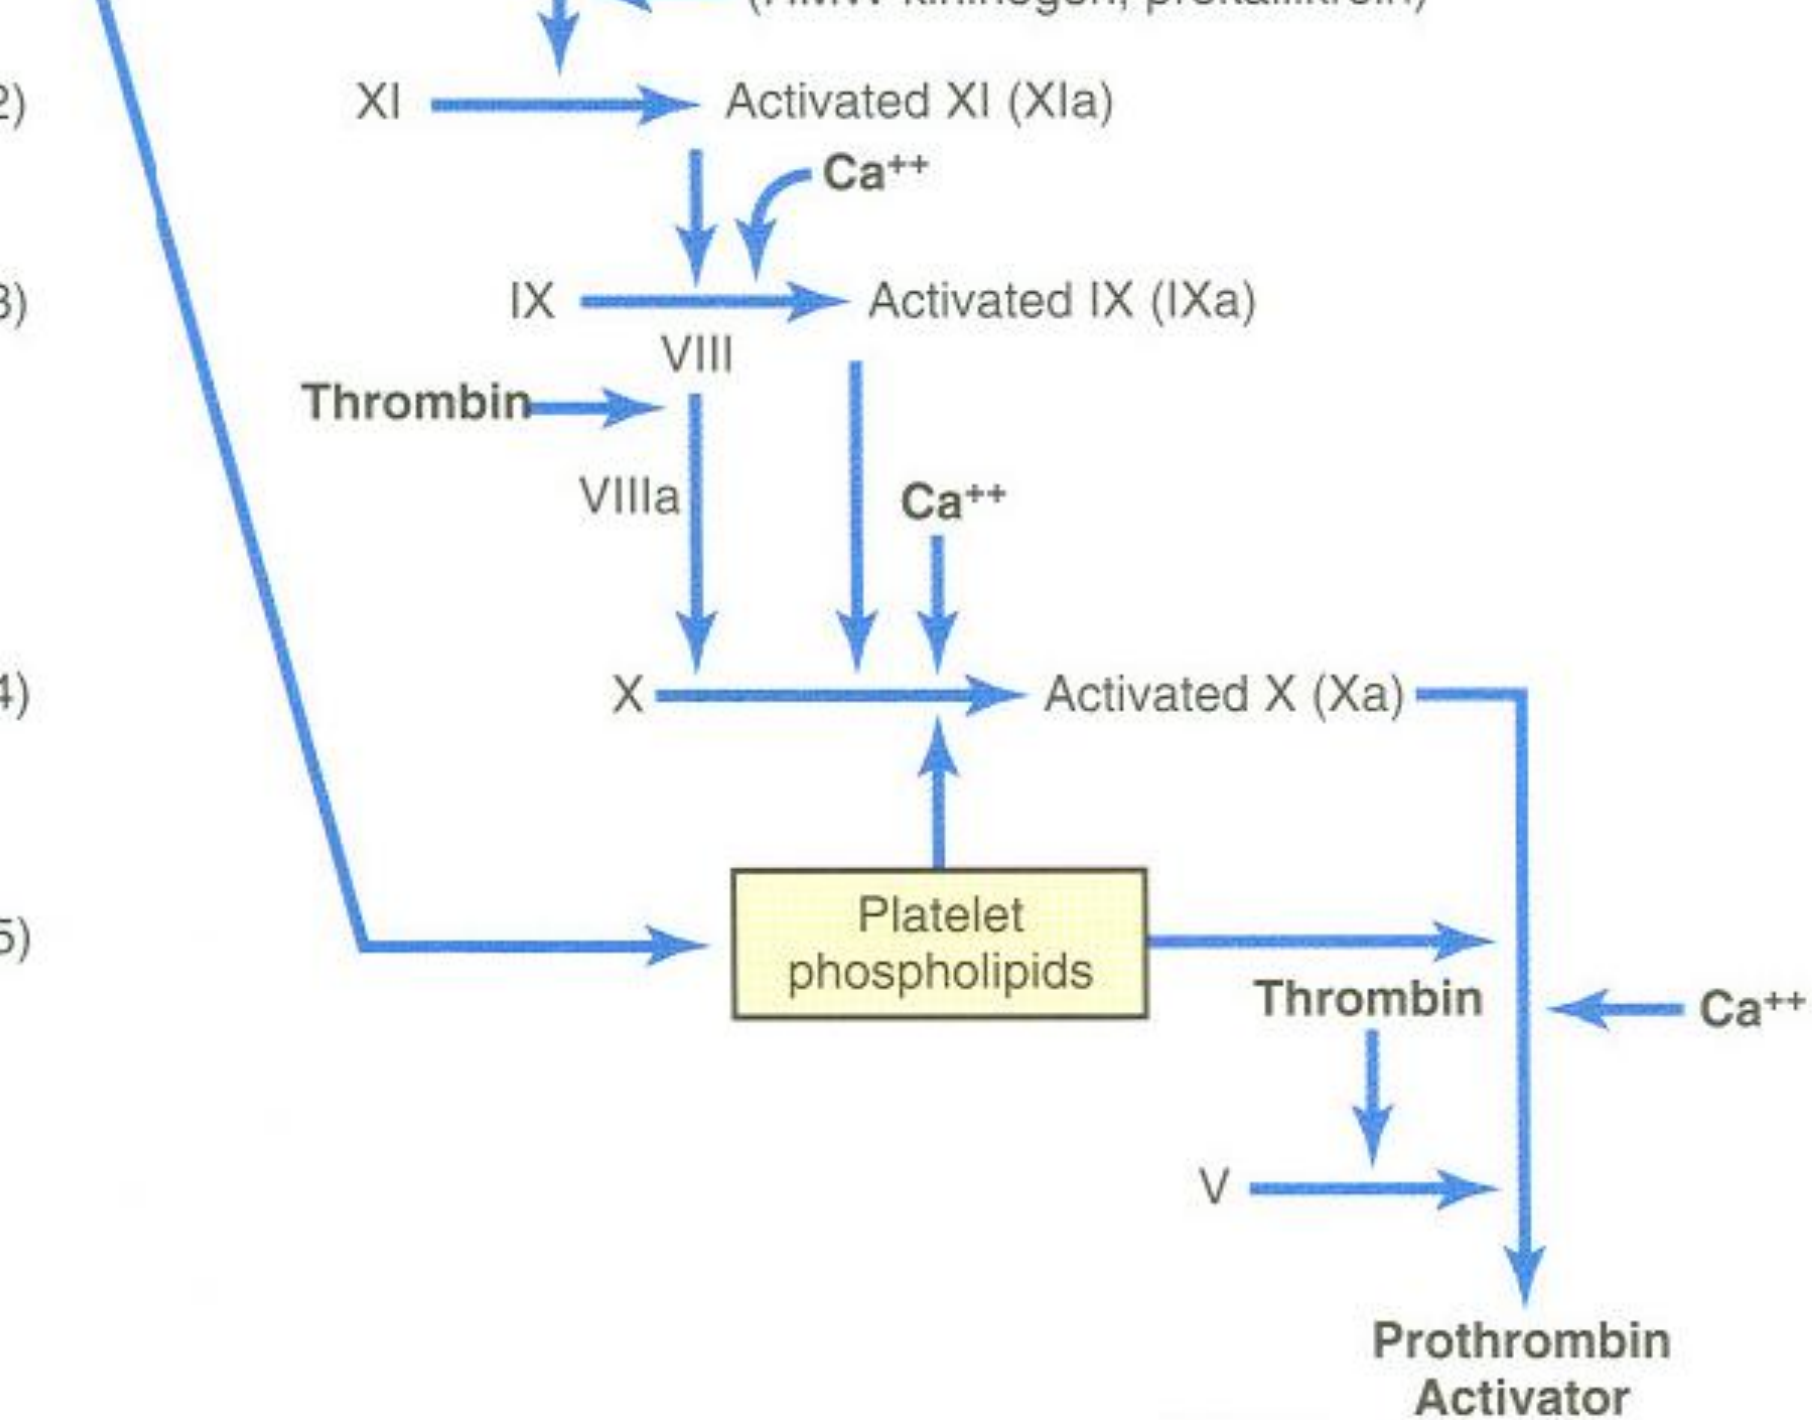 2) XI Activated XI (XIa)
Ca⁺⁺
3) IX Activated IX (IXa)
VIII
Thrombin
VIIIa Ca⁺⁺
4) X Activated X (Xa)
Platelet
5) phospholipids
Thrombin Ca⁺⁺
V
Prothrombin
Activator